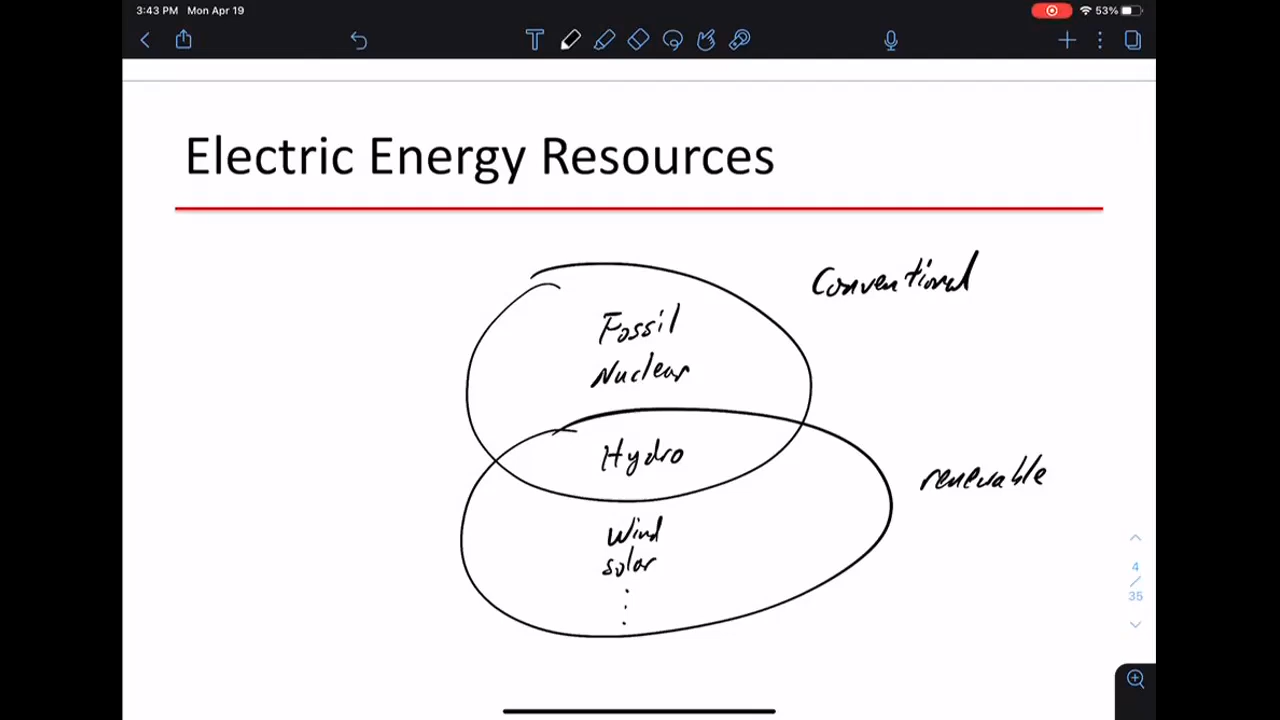 3:43 PM Mon Apr 19
53%
T
Electric Energy Resources
Conventional
Fossil
Nuclear
Hydro
renewable
Wind
solar
4
/
35